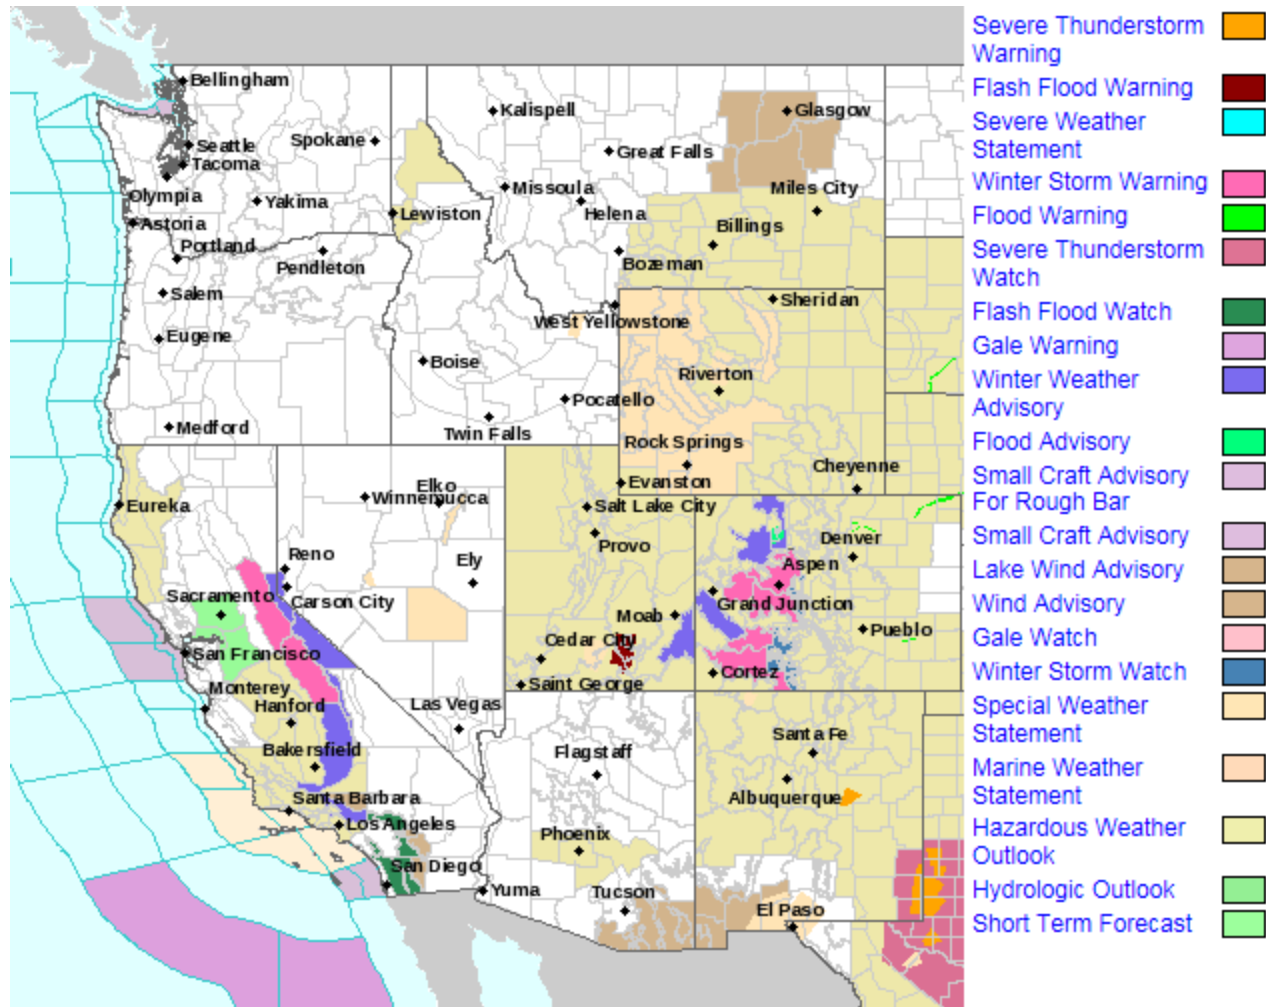 Bellingham
Seattle
Tacoma
Olympia
Spokane
Yakima
Astoria
Portland
Pendleton
Salem
Eugene
Medford
Lewiston
Kalispell
Great Falls
Glasgow
Missoula
Helena
Miles City
Billings
Bozeman
West Yellowstone
Sheridan
Boise
Pocatello
Twin Falls
Riverton
Rock Springs
Evanston
Cheyenne
Eureka
Elko
Winnemucca
Reno
Ely
Carson City
Sacramento
San Francisco
Monterey
Hanford
Bakersfield
Santa Barbara
Los Angeles
San Diego
Las Vegas
Salt Lake City
Provo
Moab
Cedar City
Saint George
Denver
Aspen
Grand Junction
Pueblo
Cortez
Flagstaff
Phoenix
Yuma
Tucson
Santa Fe
Albuquerque
El Paso
Severe Thunderstorm
Warning
Flash Flood Warning
Severe Weather
Statement
Winter Storm Warning
Flood Warning
Severe Thunderstorm
Watch
Flash Flood Watch
Gale Warning
Winter Weather
Advisory
Flood Advisory
Small Craft Advisory
For Rough Bar
Small Craft Advisory
Lake Wind Advisory
Wind Advisory
Gale Watch
Winter Storm Watch
Special Weather
Statement
Marine Weather
Statement
Hazardous Weather
Outlook
Hydrologic Outlook
Short Term Forecast